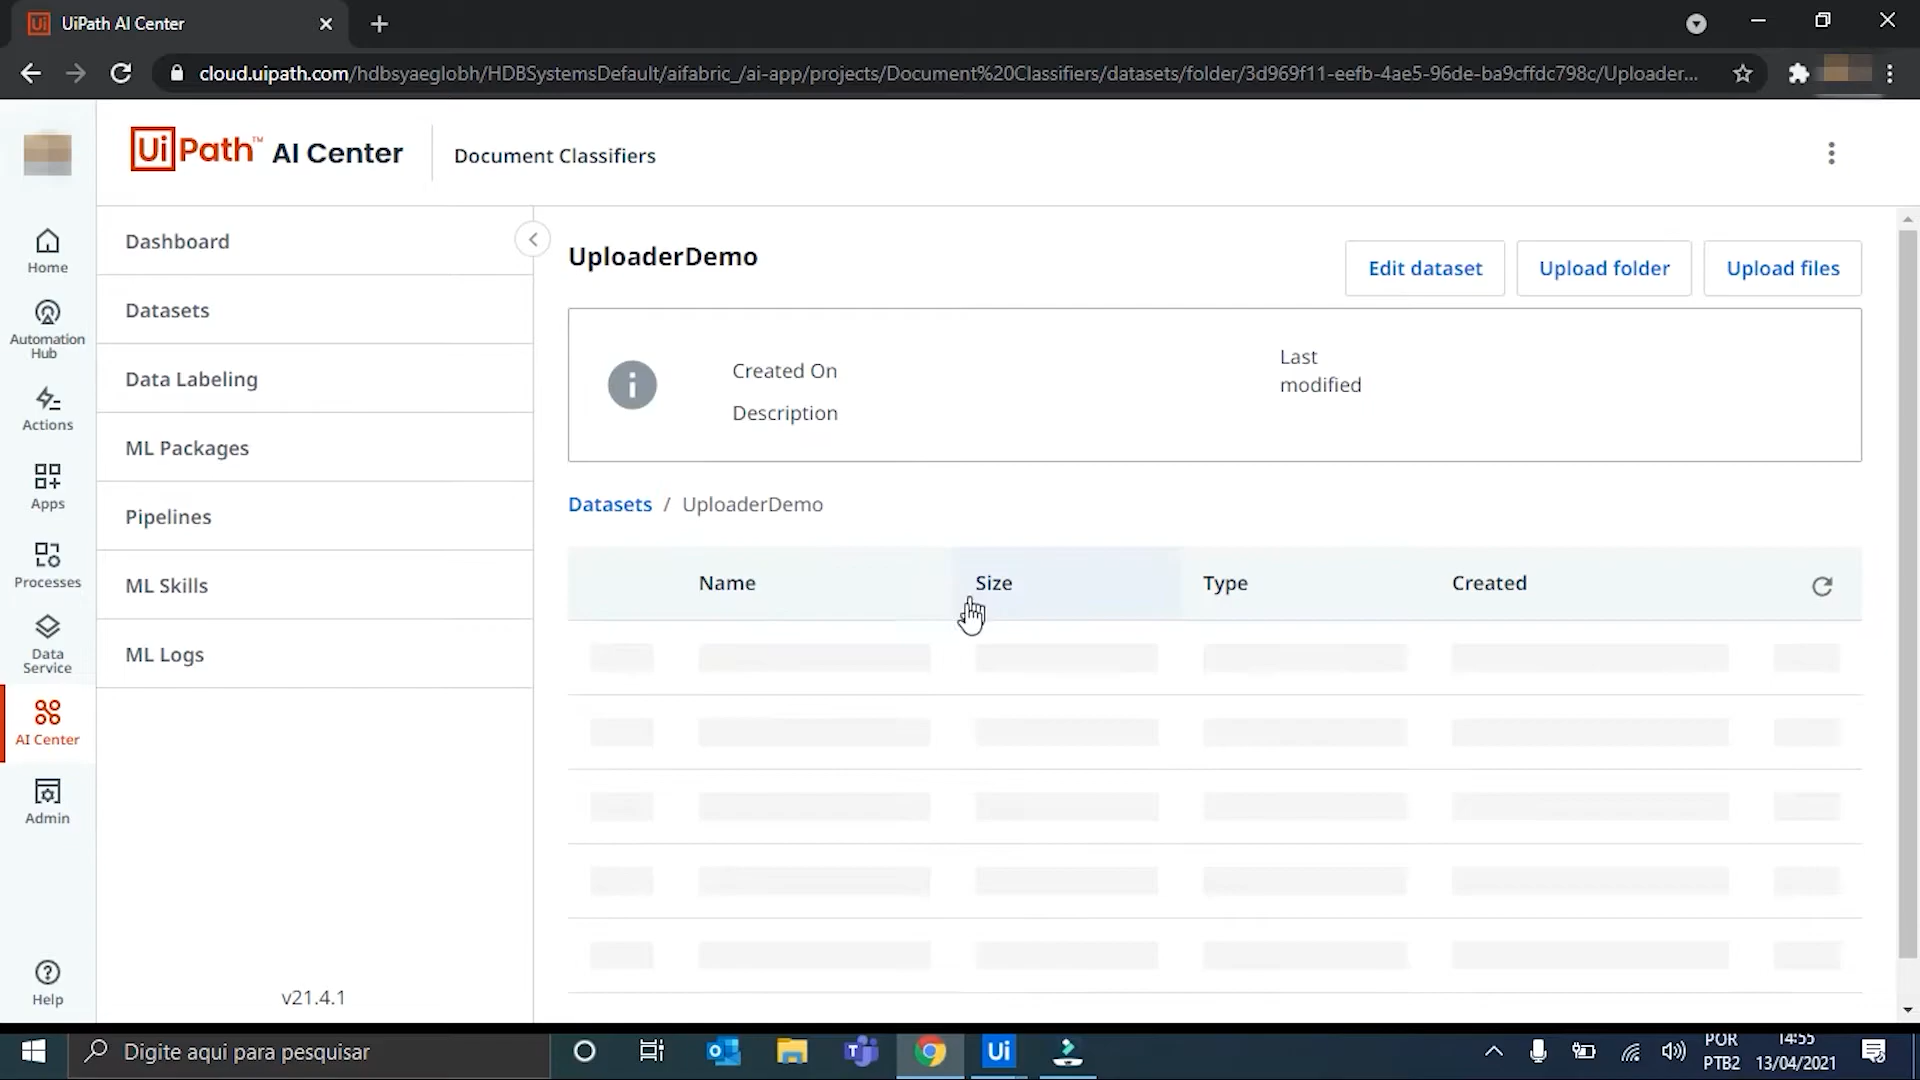 UiPath AI Center
cloud.uipath.com/hdbsyaeglobh/HDBSystemsDefault/aifabric_/ai-app/projects/Document%20Classifiers/datasets/folder/3d969f11-eefb-4ae5-96de-ba9cffdc798c/Uploader...
UiPath™ AI Center
Document Classifiers
Home
Automation
Hub
Actions
Apps
Processes
Data
Service
AI Center
Admin
Help
Dashboard
Datasets
Data Labeling
ML Packages
Pipelines
ML Skills
ML Logs
v21.4.1
UploaderDemo
Edit dataset
Upload folder
Upload files
Created On
Description
Last
modified
Datasets / UploaderDemo
Name Size Type Created
Digite aqui para pesquisar
Ui
POR
PTB2
14:55
13/04/2021